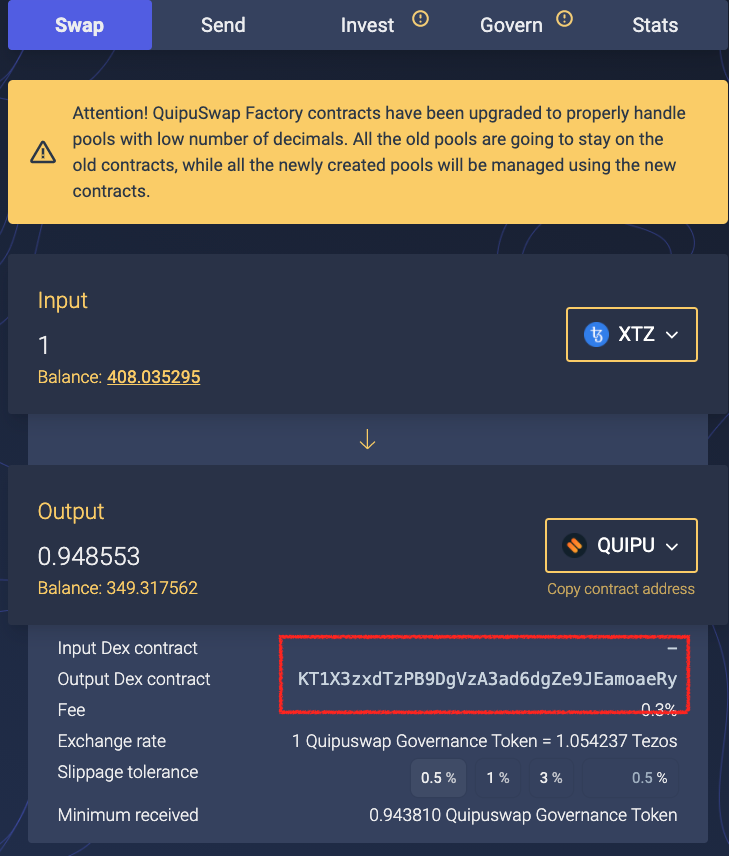 Swap Send Invest Govern Stats
Attention! QuipuSwap Factory contracts have been upgraded to properly handle
pools with low number of decimals. All the old pools are going to stay on the
old contracts, while all the newly created pools will be managed using the new
contracts.
Input
1
XTZ
Balance: 408.035295
Output
0.948553
QUIPU
Balance: 349.317562
Copy contract address
Input Dex contract –
Output Dex contract KT1X3zxdTzPB9DgVzA3ad6dgZe9JEamoaeRy
Fee 0.3%
Exchange rate 1 Quipuswap Governance Token = 1.054237 Tezos
Slippage tolerance 0.5 % 1 % 3 % 0.5 %
Minimum received 0.943810 Quipuswap Governance Token